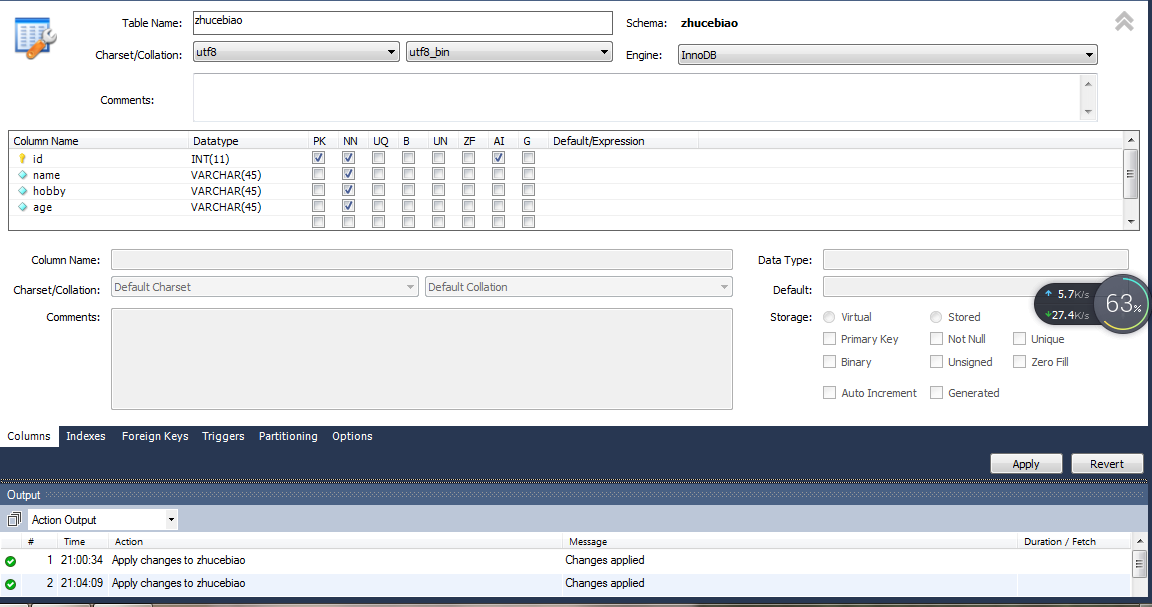 Table Name: zhucebiao Schema: zhucebiao
Charset/Collation: utf8 utf8_bin Engine: InnoDB
Comments:
Column Name Datatype PK NN UQ B UN ZF AI G Default/Expression
id INT(11)
name VARCHAR(45)
hobby VARCHAR(45)
age VARCHAR(45)
Column Name: Data Type:
Charset/Collation: Default Charset Default Collation Default:
5.7K/s
27.4K/s
63%
Comments: Storage: Virtual Stored
Primary Key Not Null Unique
Binary Unsigned Zero Fill
Auto Increment Generated
Columns Indexes Foreign Keys Triggers Partitioning Options
Apply Revert
Output
Action Output
# Time Action Message Duration / Fetch
1 21:00:34 Apply changes to zhucebiao Changes applied
2 21:04:09 Apply changes to zhucebiao Changes applied